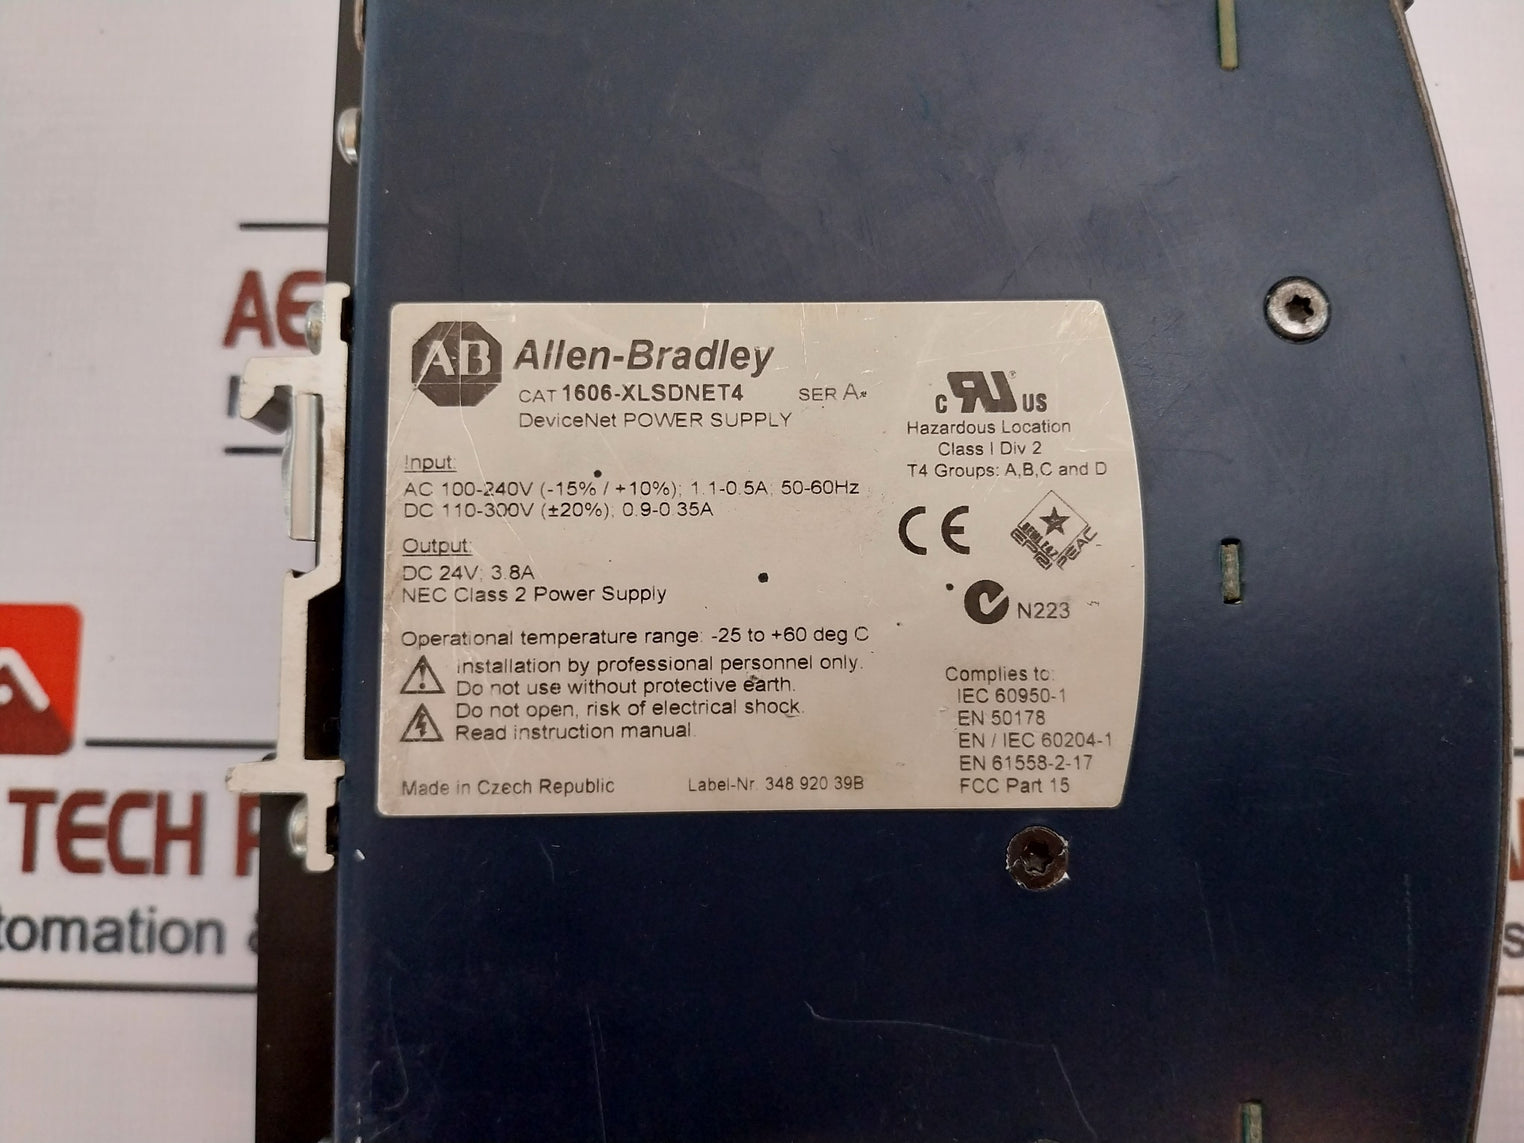 AB Allen-Bradley
CAT 1606-XLSDNET4 SER A
DeviceNet POWER SUPPLY
Input:
AC 100-240V (-15% / +10%); 1.1-0.5A; 50-60Hz
DC 110-300V (±20%); 0.9-0.35A
Output:
DC 24V; 3.8A
NEC Class 2 Power Supply
Operational temperature range: -25 to +60 deg C
Installation by professional personnel only.
Do not use without protective earth.
Do not open, risk of electrical shock.
Read instruction manual.
Made in Czech Republic Label-Nr. 348 920 39B
C RU ® US
Hazardous Location
Class I Div 2
T4 Groups: A,B,C and D
CE
N223
Complies to:
IEC 60950-1
EN 50178
EN / IEC 60204-1
EN 61558-2-17
FCC Part 15
AE
TECH
tomation &